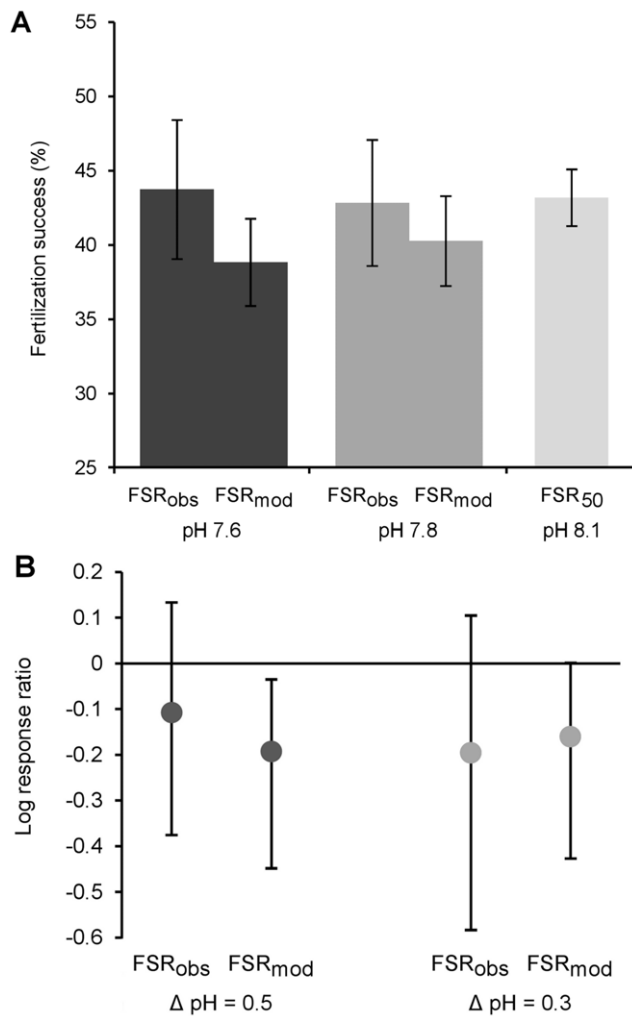 A
Fertilization success (%)
55
50
45
40
35
30
25
FSRobs FSRmod FSRobs FSRmod FSR50
pH 7.6 pH 7.8 pH 8.1
B
Log response ratio
0.2
0.1
0
-0.1
-0.2
-0.3
-0.4
-0.5
-0.6
FSRobs FSRmod FSRobs FSRmod
Δ pH = 0.5 Δ pH = 0.3